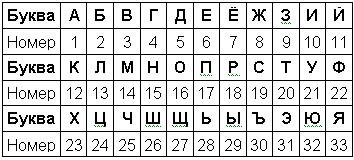 Буква А Б В Г Д Е Ё Ж З И Й
Номер 1 2 3 4 5 6 7 8 9 10 11
Буква К Л М Н О П Р С Т У Ф
Номер 12 13 14 15 16 17 18 19 20 21 22
Буква Х Ц Ч Ш Щ Ь Ы Ъ Э Ю Я
Номер 23 24 25 26 27 28 29 30 31 32 33